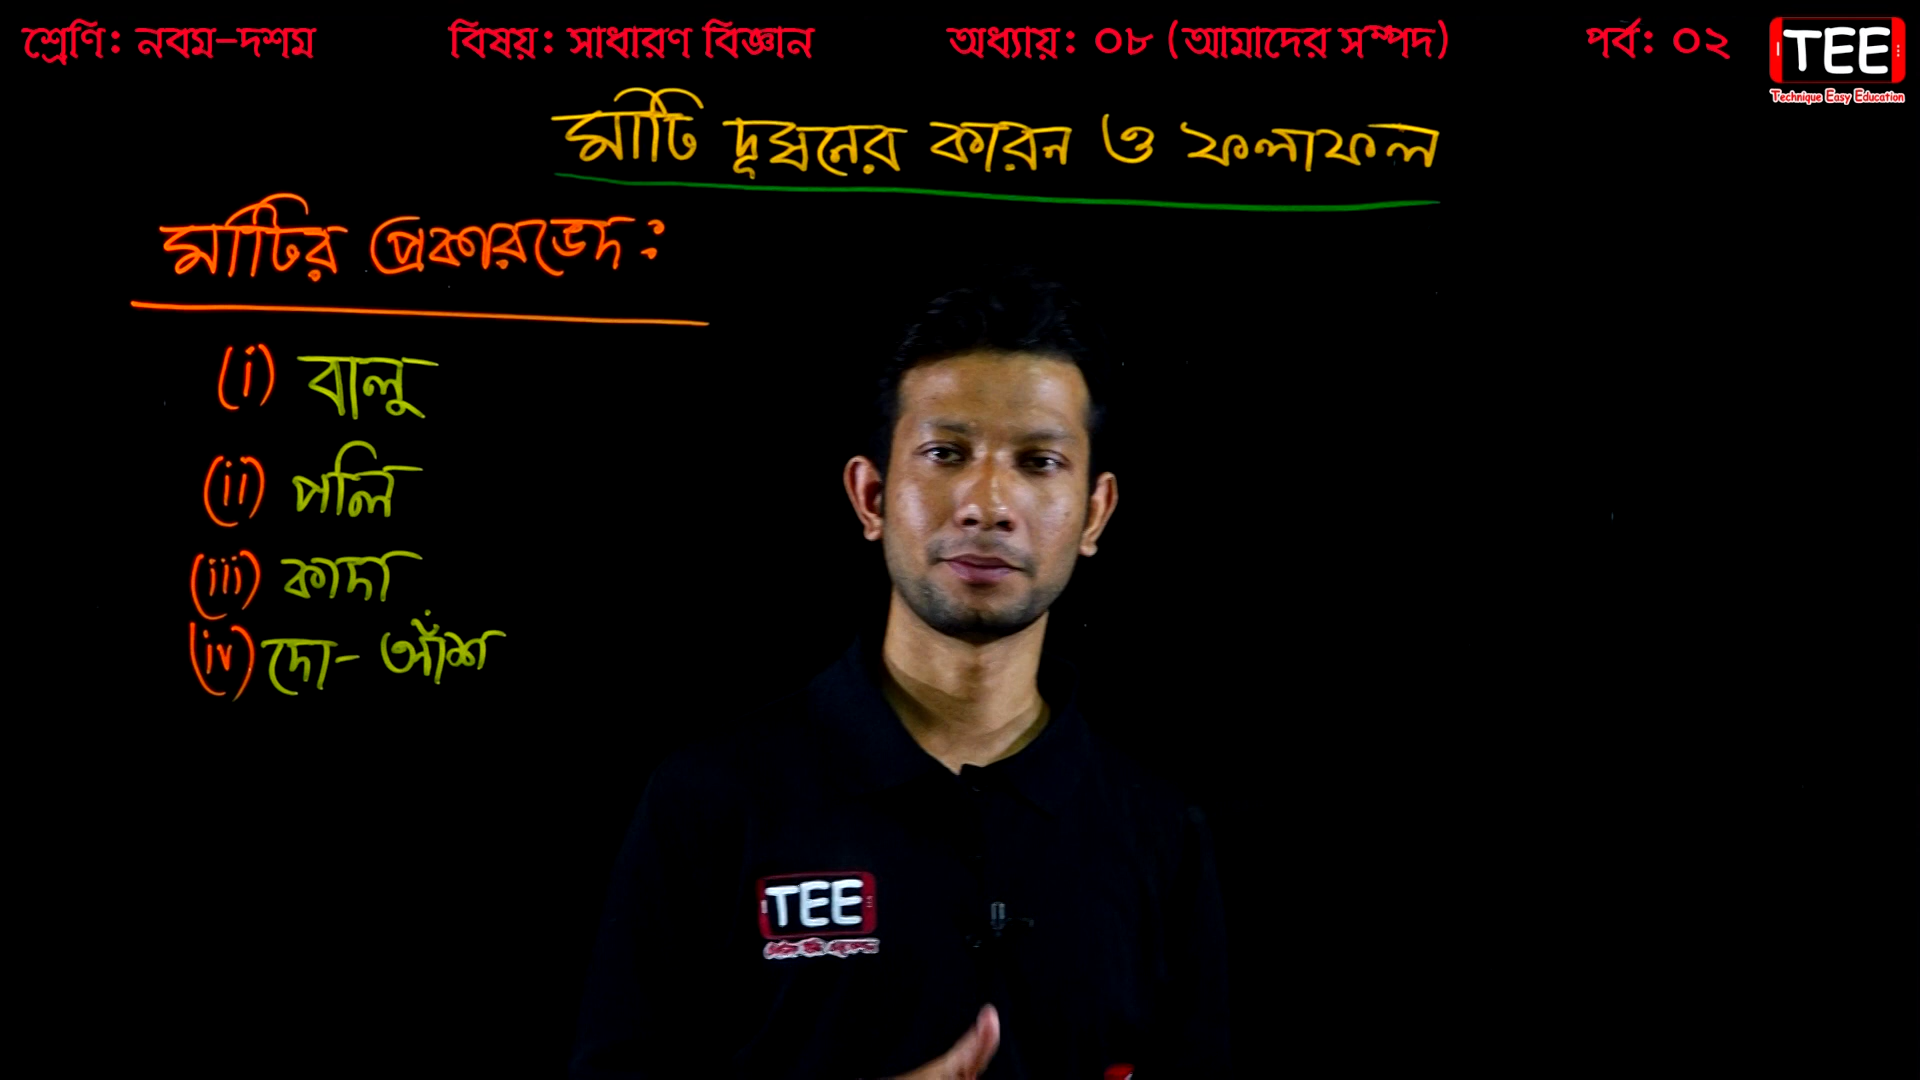 শ্রেণি: নবম-দশম বিষয়: সাধারণ বিজ্ঞান অধ্যায়: ০৮ (আমাদের সম্পদ) পর্ব: ০২
TEE
Technique Easy Education
মাটি দূষনের কারন ও ফলাফল
মাটির প্রকারভেদ:
(i) বালু
(ii) পলি
(iii) কাদা
(iv) দো- আঁশ
TEE